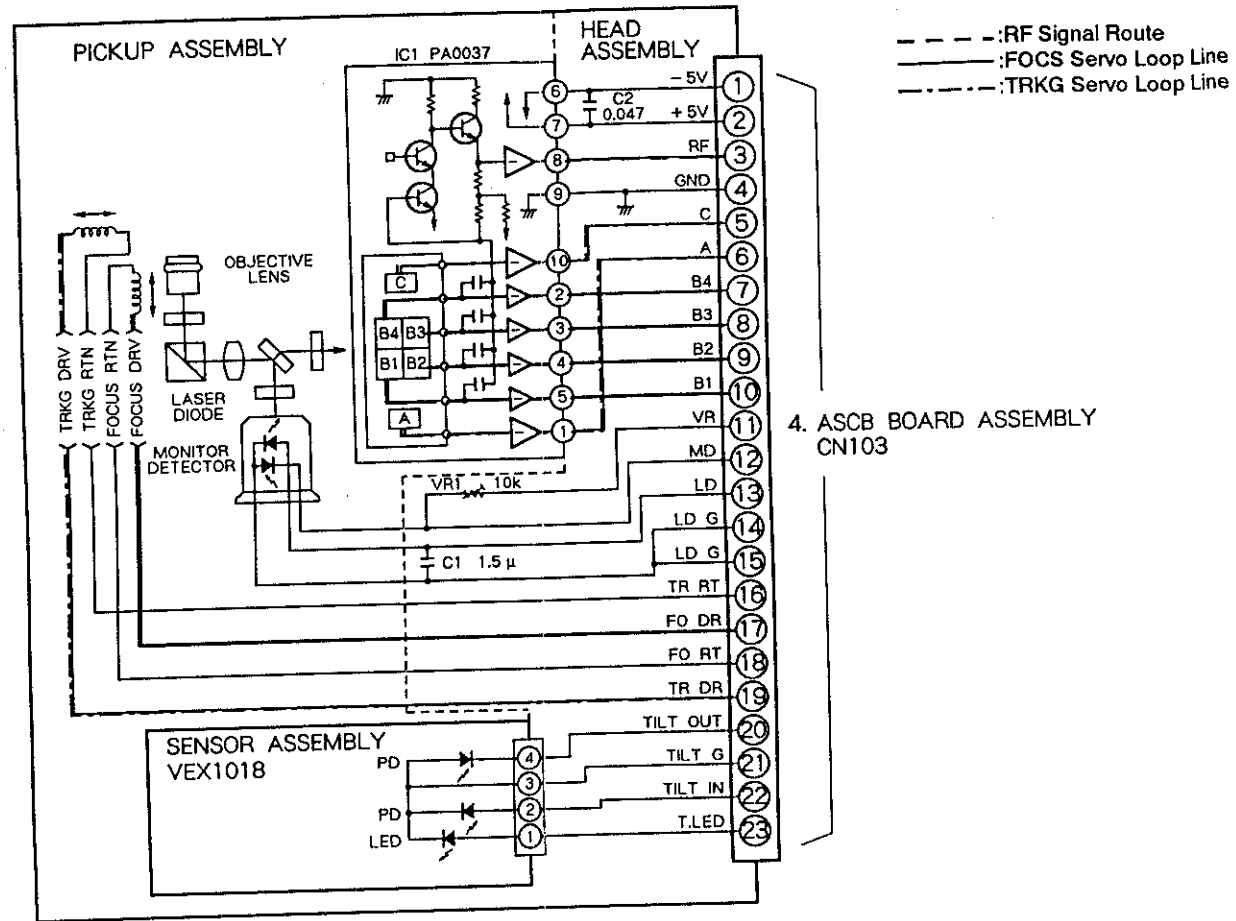 PICKUP ASSEMBLY
HEAD
ASSEMBLY
IC1 PA0037
- - - :RF Signal Route
:FOCS Servo Loop Line
:TRKG Servo Loop Line
6
7
8
9
10
2
3
4
5
1
C2
0.047
- 5V
+ 5V
RF
GND
C
A
B4
B3
B2
B1
VR
MD
LD
LD G
LD G
TR RT
FO DR
FO RT
TR DR
TILT OUT
TILT G
TILT IN
T.LED
1
2
3
4
5
6
7
8
9
10
11
12
13
14
15
16
17
18
19
20
21
22
23
4. ASCB BOARD ASSEMBLY
CN103
C
B4 B3
B1 B2
A
OBJECTIVE
LENS
LASER
DIODE
MONITOR
DETECTOR
TRKG DRV
TRKG RTN
FOCUS RTN
FOCUS DRV
VR1 10k
C1 1.5 μ
SENSOR ASSEMBLY
VEX1018
PD
PD
LED
4
3
2
1